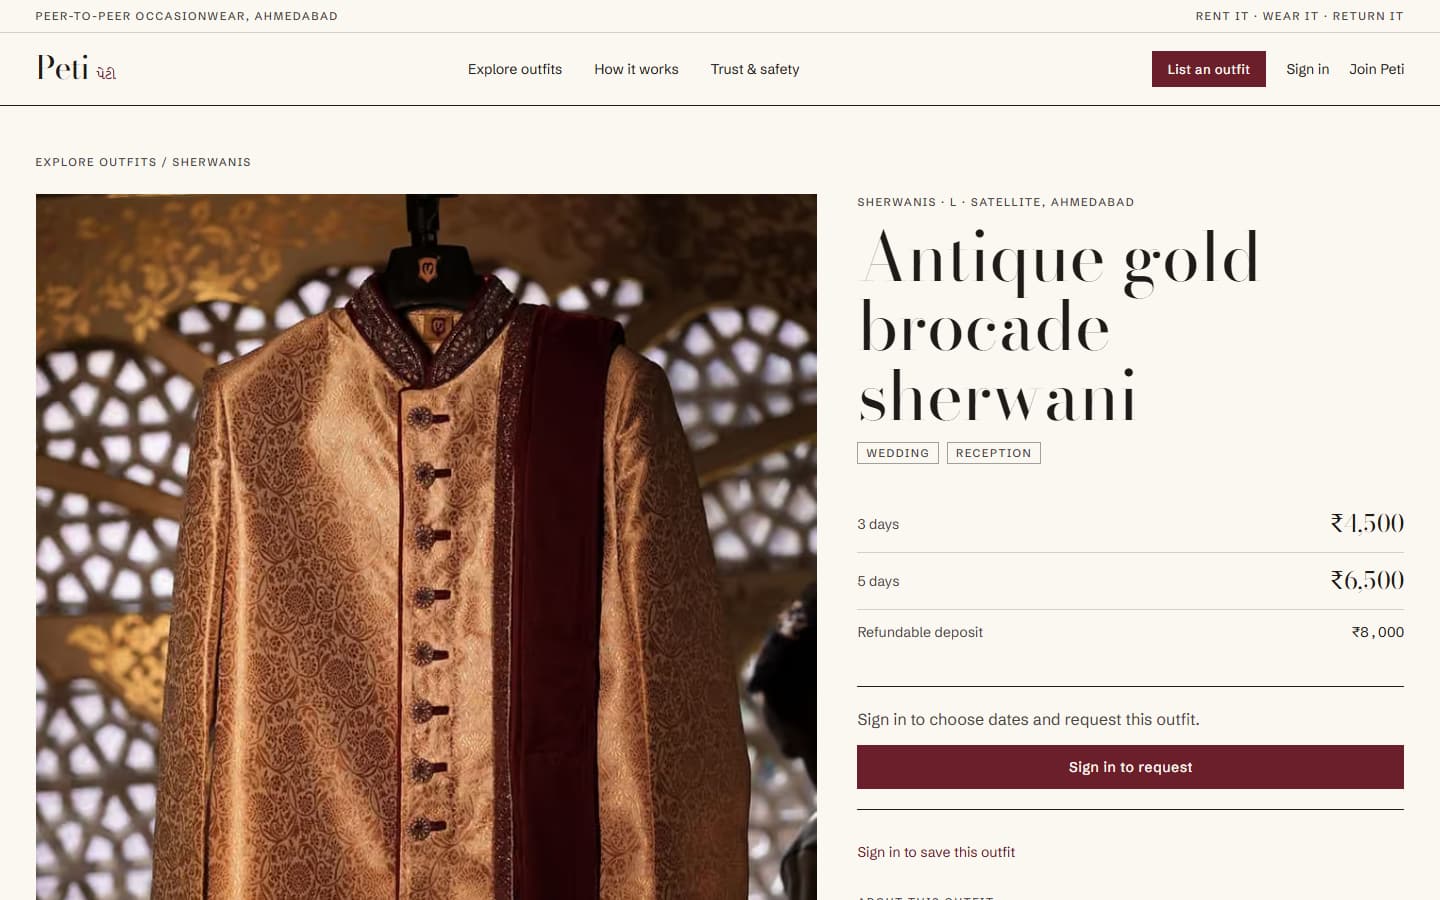 PEER-TO-PEER OCCASIONWEAR, AHMEDABAD
RENT IT · WEAR IT · RETURN IT
Peti પેટી
Explore outfits
How it works
Trust & safety
List an outfit
Sign in
Join Peti
EXPLORE OUTFITS / SHERWANIS
SHERWANIS · L · SATELLITE, AHMEDABAD
Antique gold
brocade
sherwani
WEDDING
RECEPTION
3 days
₹4,500
5 days
₹6,500
Refundable deposit
₹8,000
Sign in to choose dates and request this outfit.
Sign in to request
Sign in to save this outfit
ABOUT THIS OUTFIT